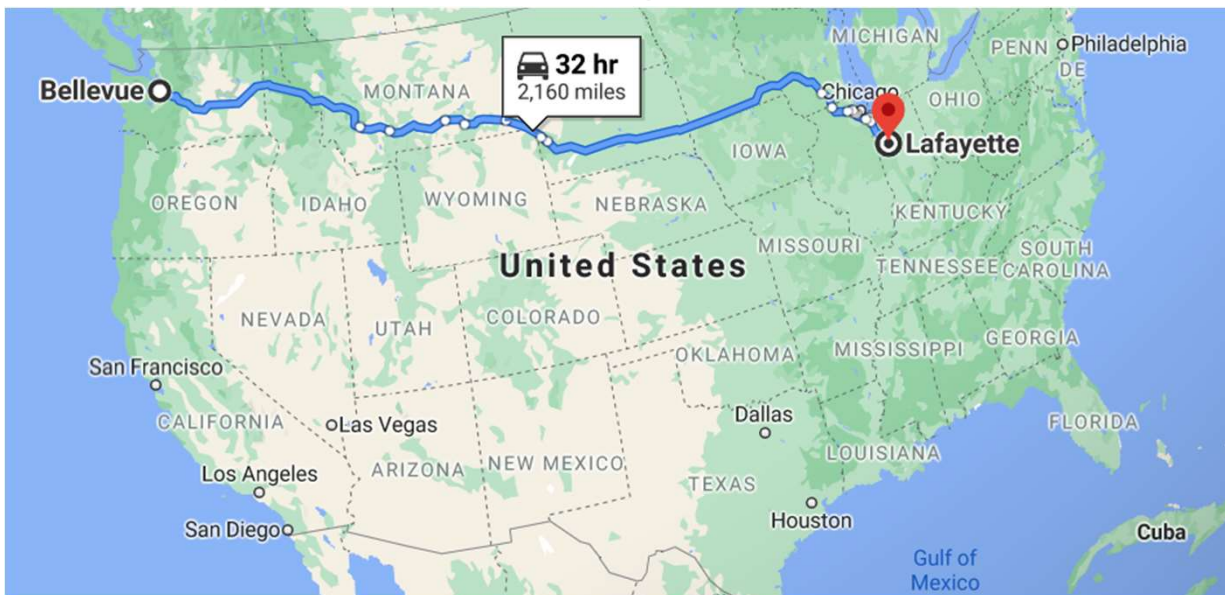 MICHIGAN
PENN
Philadelphia
DE
Bellevue
32 hr
2,160 miles
MONTANA
Chicago
OHIO
Lafayette
IOWA
OREGON
IDAHO
WYOMING
NEBRASKA
KENTUCKY
MISSOURI
SOUTH
CAROLINA
TENNESSEE
United States
NEVADA
UTAH
COLORADO
OKLAHOMA
MISSISSIPPI
GEORGIA
San Francisco
CALIFORNIA
Las Vegas
Dallas
FLORIDA
Los Angeles
ARIZONA
NEW MEXICO
TEXAS
LOUISIANA
San Diego
Houston
Cuba
Gulf of
Mexico